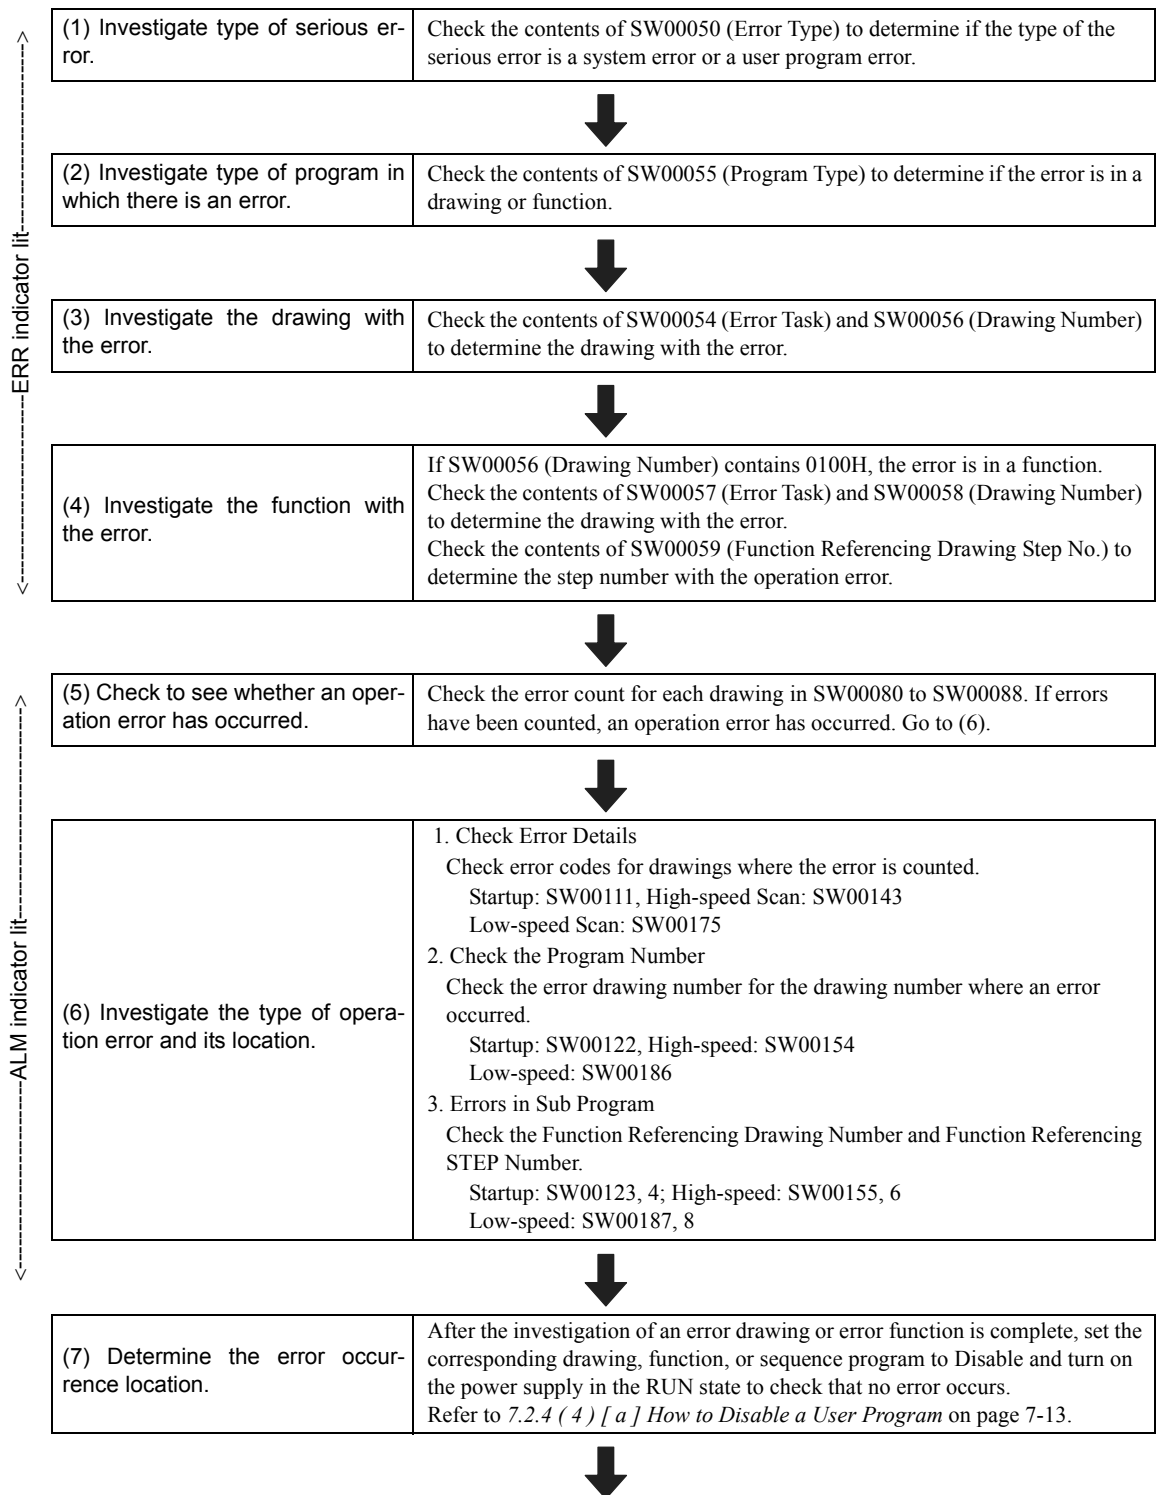 (1) Investigate type of serious er-
ror.
Check the contents of SW00050 (Error Type) to determine if the type of the
serious error is a system error or a user program error.
(2) Investigate type of program in
which there is an error.
Check the contents of SW00055 (Program Type) to determine if the error is in a
drawing or function.
(3) Investigate the drawing with
the error.
Check the contents of SW00054 (Error Task) and SW00056 (Drawing Number)
to determine the drawing with the error.
(4) Investigate the function with
the error.
If SW00056 (Drawing Number) contains 0100H, the error is in a function.
Check the contents of SW00057 (Error Task) and SW00058 (Drawing Number)
to determine the drawing with the error.
Check the contents of SW00059 (Function Referencing Drawing Step No.) to
determine the step number with the operation error.
<---------------ERR indicator lit--------------->
(5) Check to see whether an oper-
ation error has occurred.
Check the error count for each drawing in SW00080 to SW00088. If errors
have been counted, an operation error has occurred. Go to (6).
(6) Investigate the type of opera-
tion error and its location.
1. Check Error Details
Check error codes for drawings where the error is counted.
Startup: SW00111, High-speed Scan: SW00143
Low-speed Scan: SW00175
2. Check the Program Number
Check the error drawing number for the drawing number where an error
occurred.
Startup: SW00122, High-speed: SW00154
Low-speed: SW00186
3. Errors in Sub Program
Check the Function Referencing Drawing Number and Function Referencing
STEP Number.
Startup: SW00123, 4; High-speed: SW00155, 6
Low-speed: SW00187, 8
<---------------ALM indicator lit--------------->
(7) Determine the error occur-
rence location.
After the investigation of an error drawing or error function is complete, set the
corresponding drawing, function, or sequence program to Disable and turn on
the power supply in the RUN state to check that no error occurs.
Refer to 7.2.4 ( 4 ) [ a ] How to Disable a User Program on page 7-13.